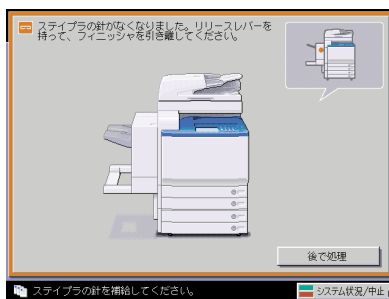 ステイプラの針がなくなりました。リリースレバーを
持って、フィニッシャを引き離してください。
後で処理
ステイプラの針を補給してください。
システム状況/中止